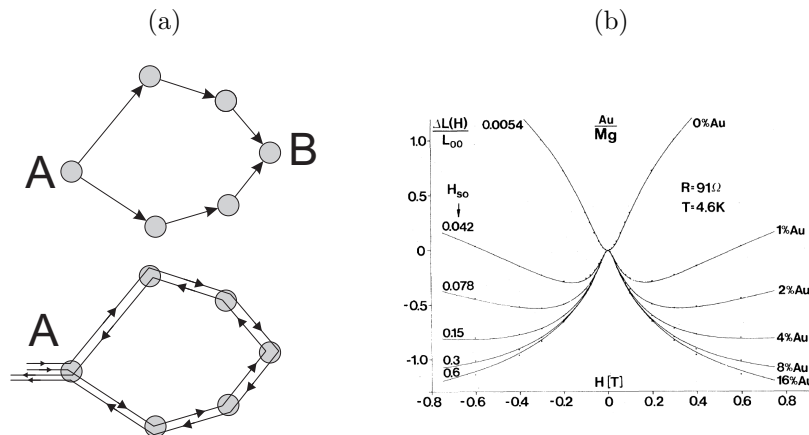 (a)
(b)
A
B
A
ΔL(H)
L₀₀
0.0054
Au
Mg
0%Au
1.0
0.5
0
-0.5
-1.0
H_SO
↓
R=91Ω
T=4.6K
0.042
0.078
0.15
0.3
0.6
1%Au
2%Au
4%Au
8%Au
16%Au
H[T]
-0.8 -0.6 -0.4 -0.2 0 0.2 0.4 0.6 0.8